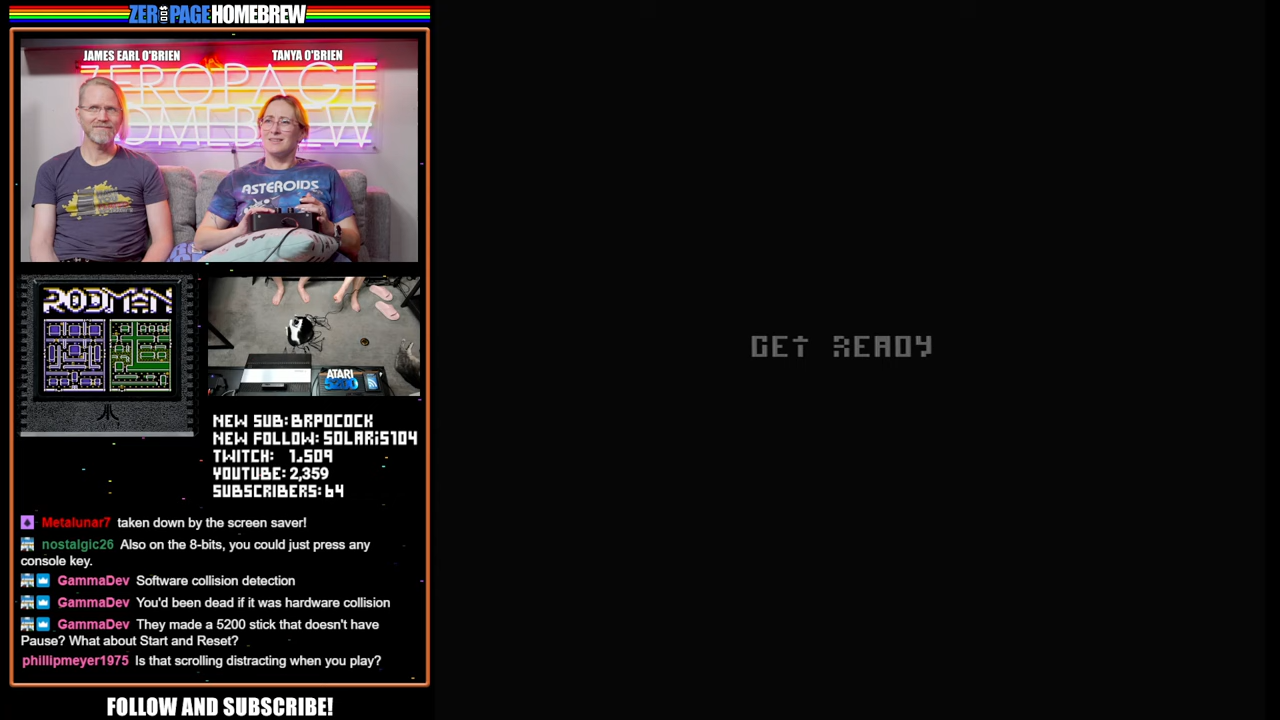 ZEROPAGE HOMEBREW
JAMES EARL O'BRIEN
TANYA O'BRIEN
ZEROPAGE
HOMEBREW
ASTEROIDS
RODMAN
ATARI
5200
NEW SUB: BRPOCOCK
NEW FOLLOW: SOLARIS104
TWITCH: 1,509
YOUTUBE: 2,359
SUBSCRIBERS: 64
Metalunar7 taken down by the screen saver!
nostalgic26 Also on the 8-bits, you could just press any
console key.
GammaDev Software collision detection
GammaDev You'd been dead if it was hardware collision
GammaDev They made a 5200 stick that doesn't have
Pause? What about Start and Reset?
phillipmeyer1975 Is that scrolling distracting when you play?
FOLLOW AND SUBSCRIBE!
GET READY